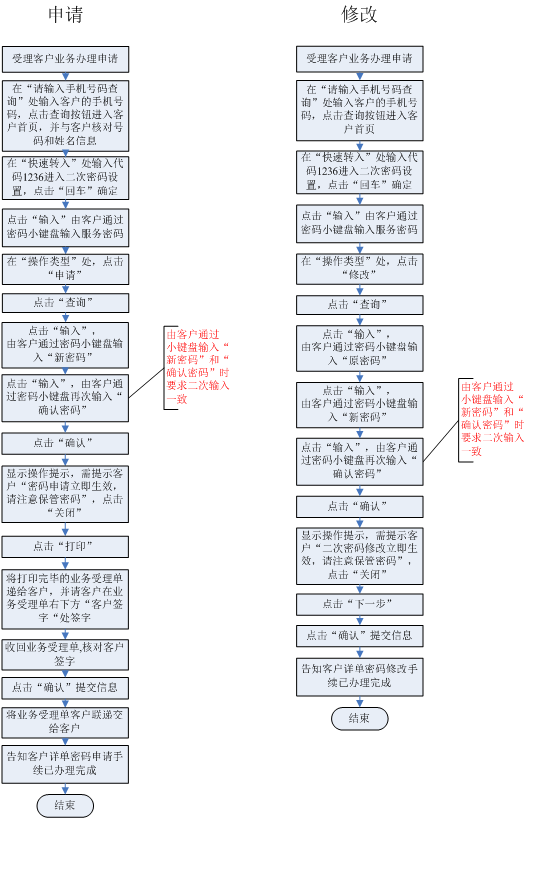 申请
受理客户业务办理申请
在“请输入手机号码查
询”处输入客户的手机号
码，点击查询按钮进入客
户首页，并与客户核对号
码和姓名信息
在“快速转入”处输入代
码1236进入二次密码设
置，点击“回车”确定
点击“输入”由客户通过
密码小键盘输入服务密码
在“操作类型”处，点击
“申请”
点击“查询”
点击“输入”，
由客户通过密码小键盘输
入“新密码”
点击“输入”，由客户通
过密码小键盘再次输入“
确认密码”
由客户通过
小键盘输入“
新密码”和“
确认密码”时
要求二次输入
一致
点击“确认”
显示操作提示，需提示客
户“密码申请立即生效，
请注意保管密码”，点击
“关闭”
点击“打印”
将打印完毕的业务受理单
递给客户，并请客户在业
务受理单右下方“客户签
字“处签字
收回业务受理单,核对客户
签字
点击“确认”提交信息
将业务受理单客户联递交
给客户
告知客户详单密码申请手
续已办理完成
结束
修改
受理客户业务办理申请
在“请输入手机号码查
询”处输入客户的手机号
码，点击查询按钮进入客
户首页
在“快速转入”处输入代
码1236进入二次密码设
置，点击“回车”确定
点击“输入”由客户通过
密码小键盘输入服务密码
在“操作类型”处，点击
“修改”
点击“查询”
点击“输入”，
由客户通过密码小键盘输
入“原密码”
点击“输入”，
由客户通过密码小键盘输
入“新密码”
点击“输入”，由客户通
过密码小键盘再次输入“
确认密码”
由客户通过
小键盘输入“
新密码”和“
确认密码”时
要求二次输入
一致
点击“确认”
显示操作提示，需提示客
户“二次密码修改立即生
效，请注意保管密码”，
点击“关闭”
点击“下一步”
点击“确认”提交信息
告知客户详单密码修改手
续已办理完成
结束